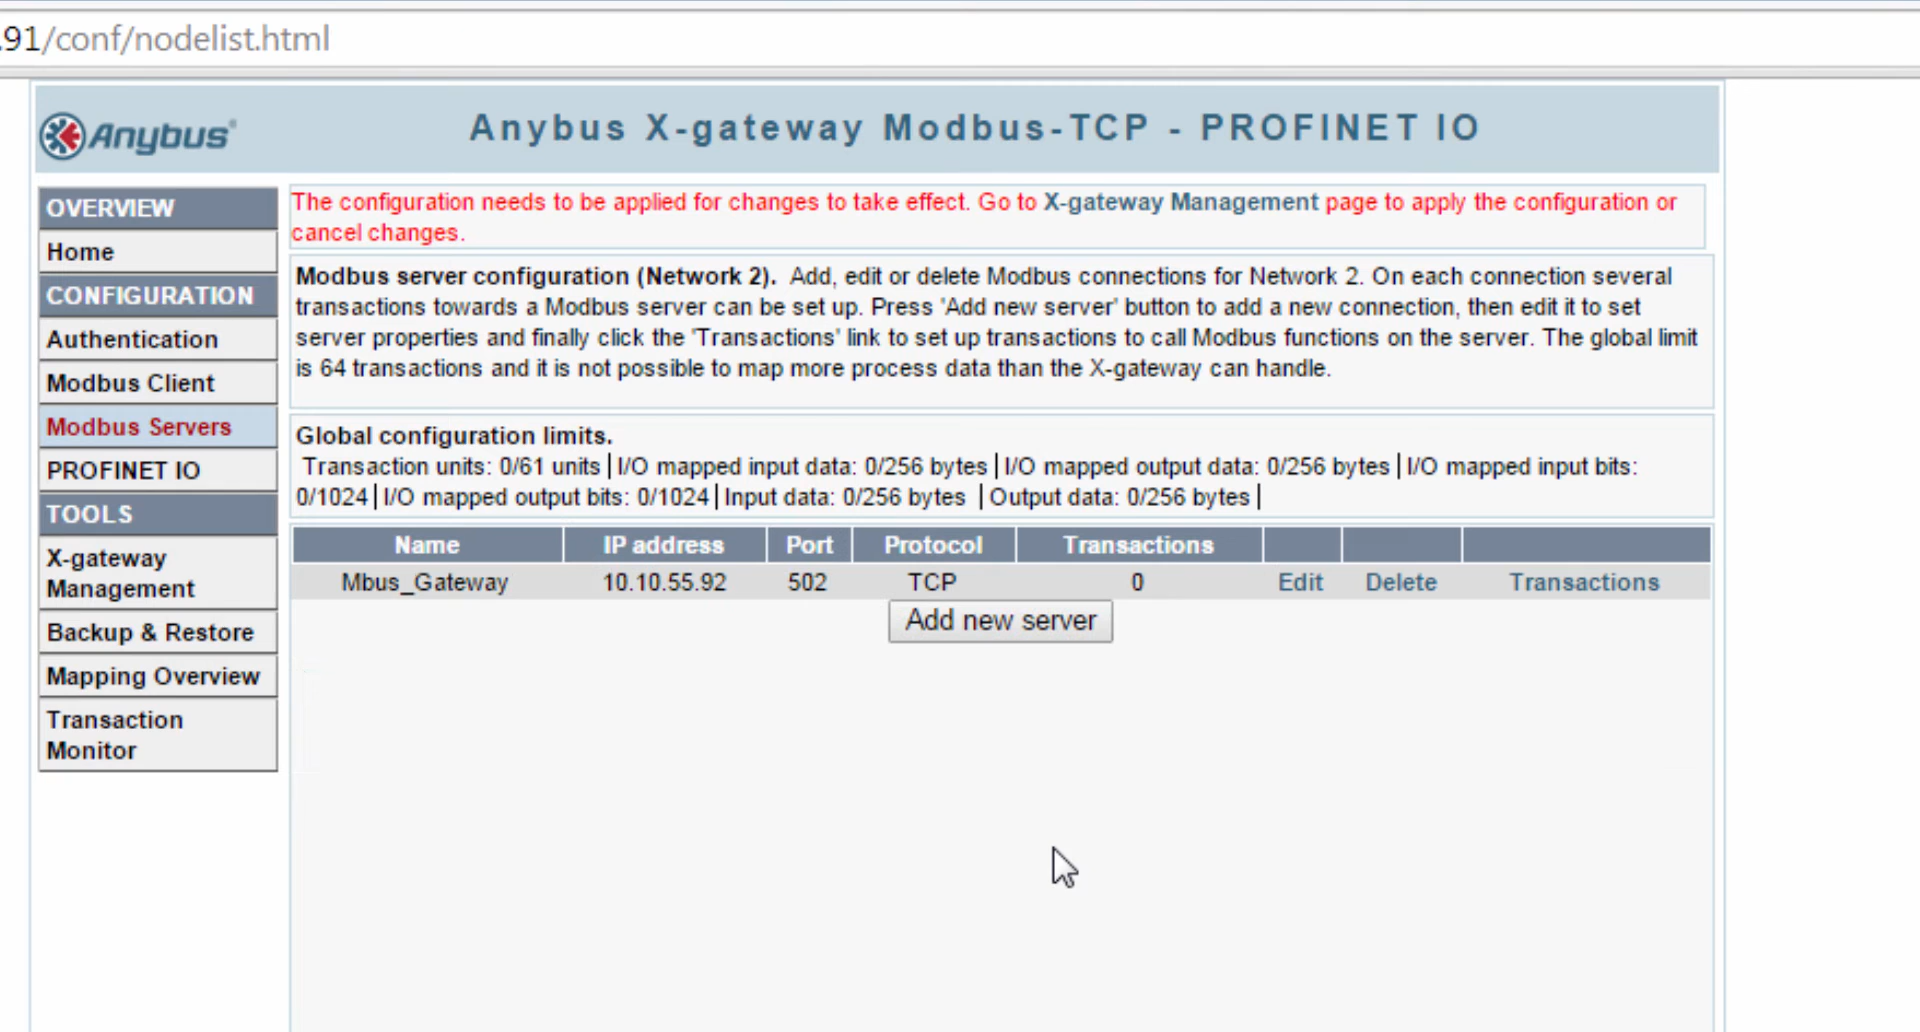 .91/conf/nodelist.html
Anybus®
Anybus X-gateway Modbus-TCP - PROFINET IO
OVERVIEW
Home
CONFIGURATION
Authentication
Modbus Client
Modbus Servers
PROFINET IO
TOOLS
X-gateway
Management
Backup & Restore
Mapping Overview
Transaction
Monitor
The configuration needs to be applied for changes to take effect. Go to X-gateway Management page to apply the configuration or
cancel changes.
Modbus server configuration (Network 2). Add, edit or delete Modbus connections for Network 2. On each connection several
transactions towards a Modbus server can be set up. Press 'Add new server' button to add a new connection, then edit it to set
server properties and finally click the 'Transactions' link to set up transactions to call Modbus functions on the server. The global limit
is 64 transactions and it is not possible to map more process data than the X-gateway can handle.
Global configuration limits.
Transaction units: 0/61 units | I/O mapped input data: 0/256 bytes | I/O mapped output data: 0/256 bytes | I/O mapped input bits:
0/1024 | I/O mapped output bits: 0/1024 | Input data: 0/256 bytes | Output data: 0/256 bytes |
Name IP address Port Protocol Transactions
Mbus_Gateway 10.10.55.92 502 TCP 0 Edit Delete Transactions
Add new server